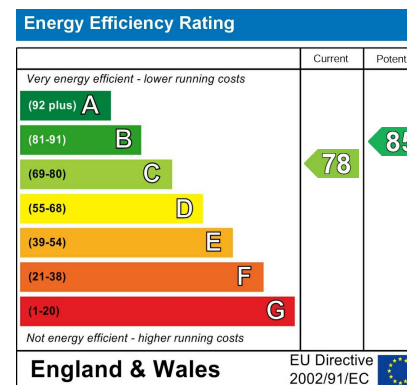 Energy Efficiency Rating
Current
Potent
Very energy efficient - lower running costs
(92 plus) A
(81-91) B
85
(69-80) C
78
(55-68) D
(39-54) E
(21-38) F
(1-20) G
Not energy efficient - higher running costs
England & Wales
EU Directive
2002/91/EC